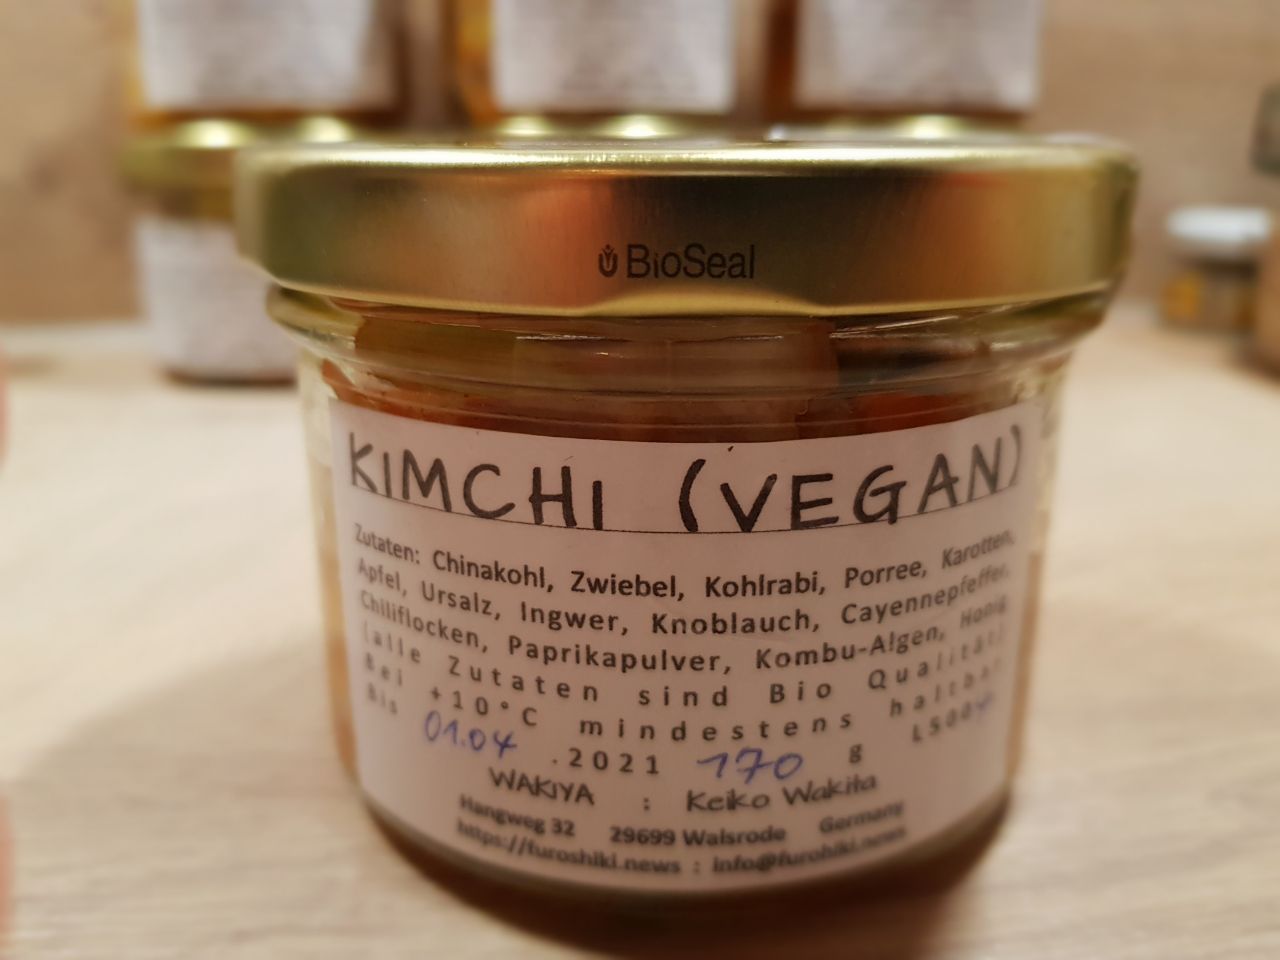 BioSeal
KIMCHI (VEGAN)
Zutaten: Chinakohl, Zwiebel, Kohlrabi, Porree, Karotten,
Apfel, Ursalz, Ingwer, Knoblauch, Cayennepfeffer,
Chiliflocken, Paprikapulver, Kombu-Algen, Honig
(alle Zutaten sind Bio Qualität)
Bei +10°C mindestens haltbar
Bis 01.04 .2021 170 g
WAKIYA : Keiko Wakita
Hangweg 32 29699 Walsrode Germany
https://furoshiki.news : info@furohiki.news